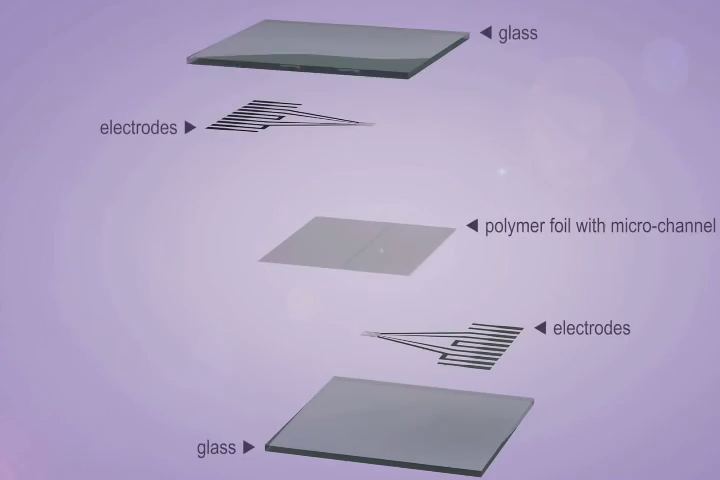 glass
electrodes
polymer foil with micro-channel
electrodes
glass